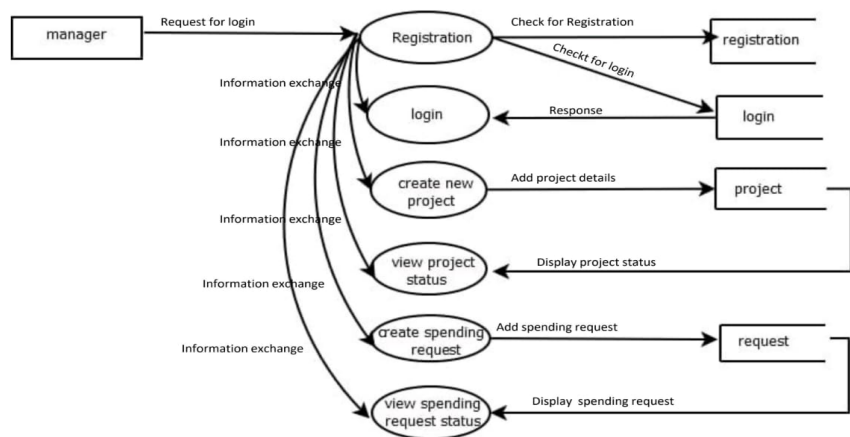 manager
Request for login
Registration
Check for Registration
registration
Checkt for login
Information exchange
login
Response
login
Information exchange
create new
project
Add project details
project
Information exchange
view project
status
Display project status
Information exchange
create spending
request
Add spending request
request
Information exchange
view spending
request status
Display spending request